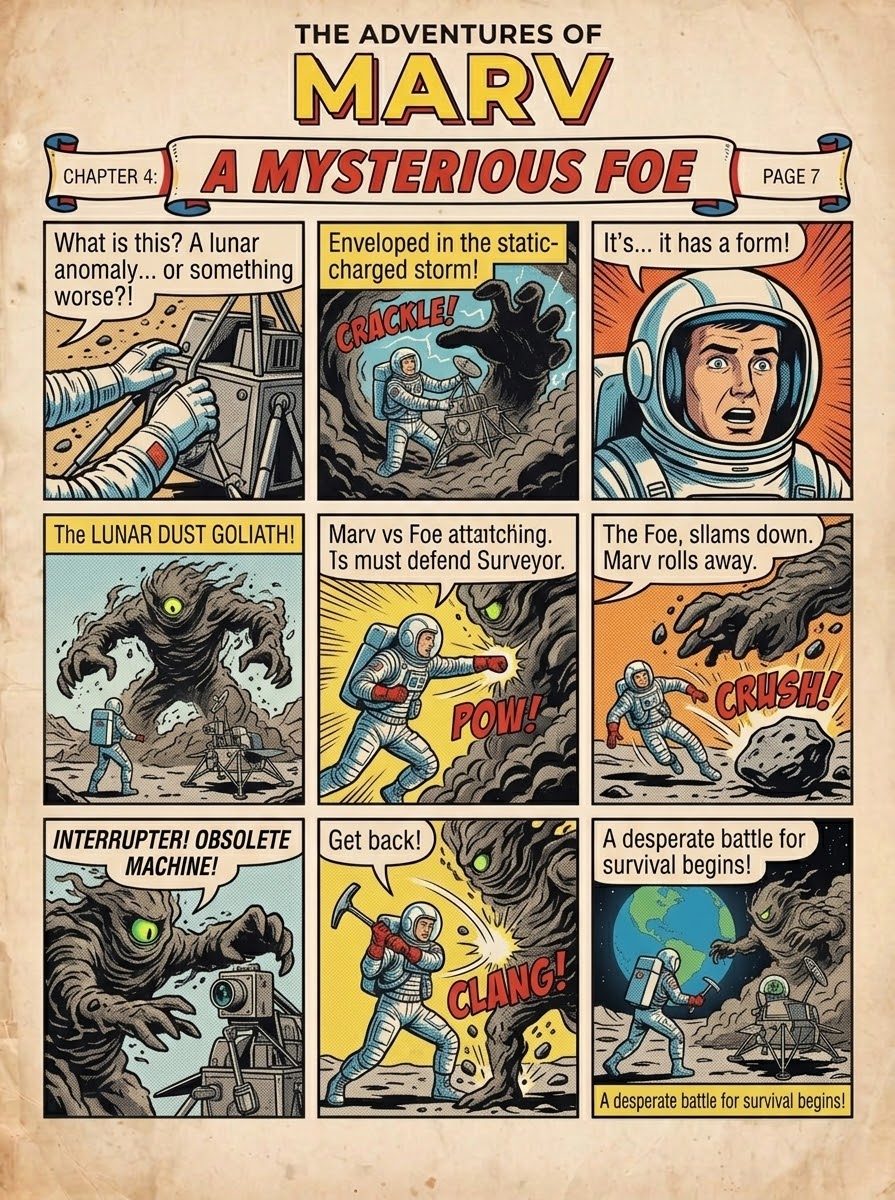 THE ADVENTURES OF
MARV
CHAPTER 4:
A MYSTERIOUS FOE
PAGE 7
What is this? A lunar
anomaly... or something
worse?!
Enveloped in the static-
charged storm!
CRACKLE!
It's... it has a form!
The LUNAR DUST GOLIATH!
Marv vs Foe attaıtching.
Ts must defend Surveyor.
POW!
The Foe, sllams down.
Marv rolls away.
CRUSH!
INTERRUPTER! OBSOLETE
MACHINE!
Get back!
CLANG!
A desperate battle for
survival begins!
A desperate battle for survival begins!